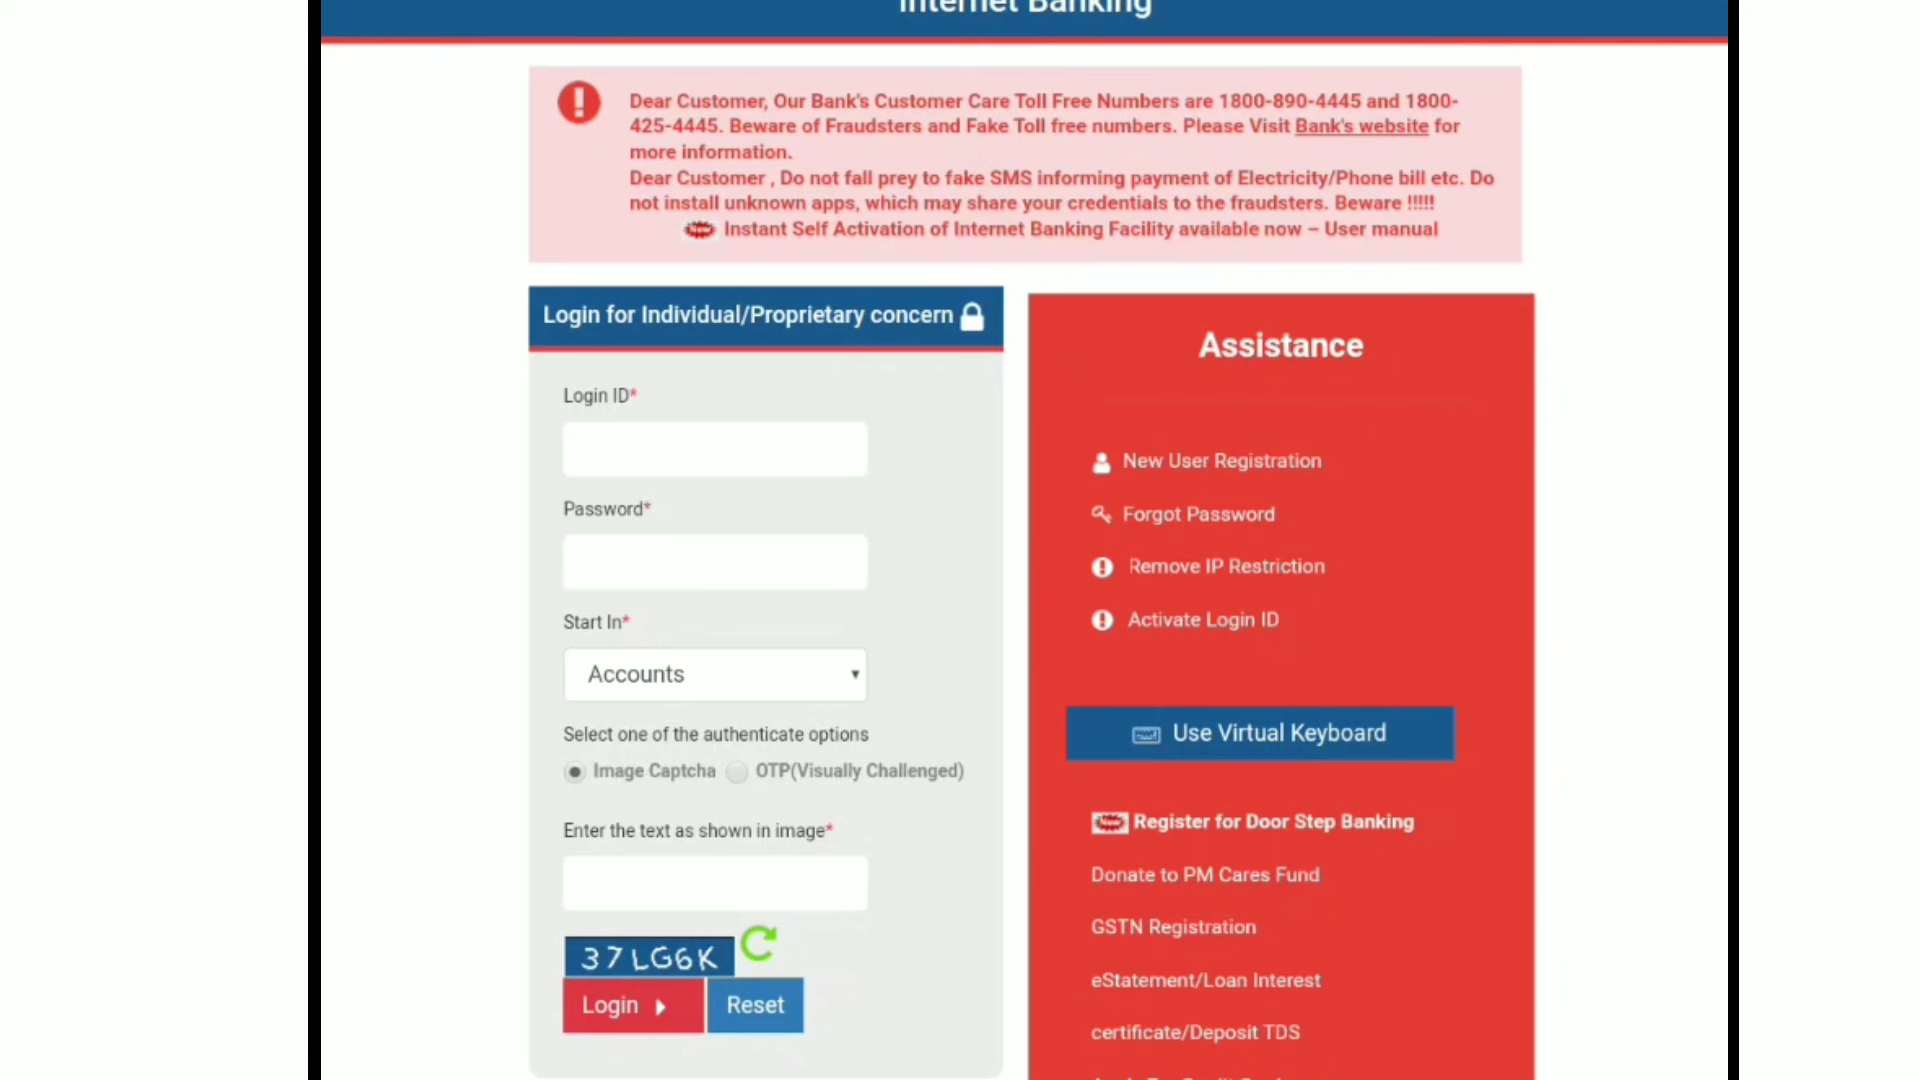 Internet Banking
Dear Customer, Our Bank's Customer Care Toll Free Numbers are 1800-890-4445 and 1800-
425-4445. Beware of Fraudsters and Fake Toll free numbers. Please Visit Bank's website for
more information.
Dear Customer , Do not fall prey to fake SMS informing payment of Electricity/Phone bill etc. Do
not install unknown apps, which may share your credentials to the fraudsters. Beware !!!!!
New Instant Self Activation of Internet Banking Facility available now – User manual
Login for Individual/Proprietary concern
Login ID*
Password*
Start In*
Accounts
Select one of the authenticate options
Image Captcha OTP(Visually Challenged)
Enter the text as shown in image*
37LG6K
Login Reset
Assistance
New User Registration
Forgot Password
Remove IP Restriction
Activate Login ID
Use Virtual Keyboard
New Register for Door Step Banking
Donate to PM Cares Fund
GSTN Registration
eStatement/Loan Interest
certificate/Deposit TDS